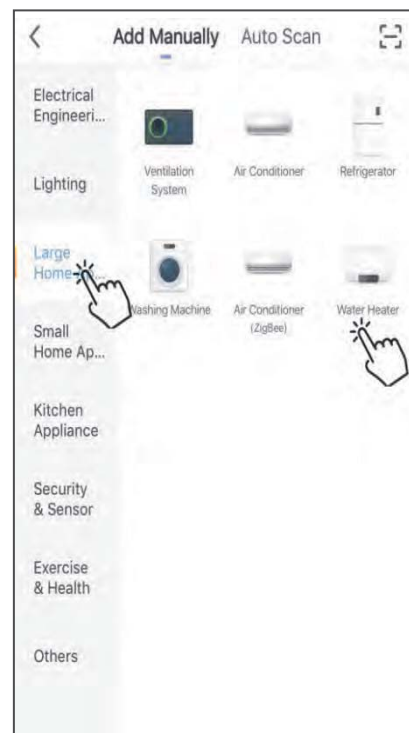 Add Manually Auto Scan
Electrical
Engineeri...
Lighting
Large
Home
Small
Home Ap...
Kitchen
Appliance
Security
& Sensor
Exercise
& Health
Others
Ventilation
System
Air Conditioner
Refrigerator
Washing Machine
Air Conditioner
(ZigBee)
Water Heater